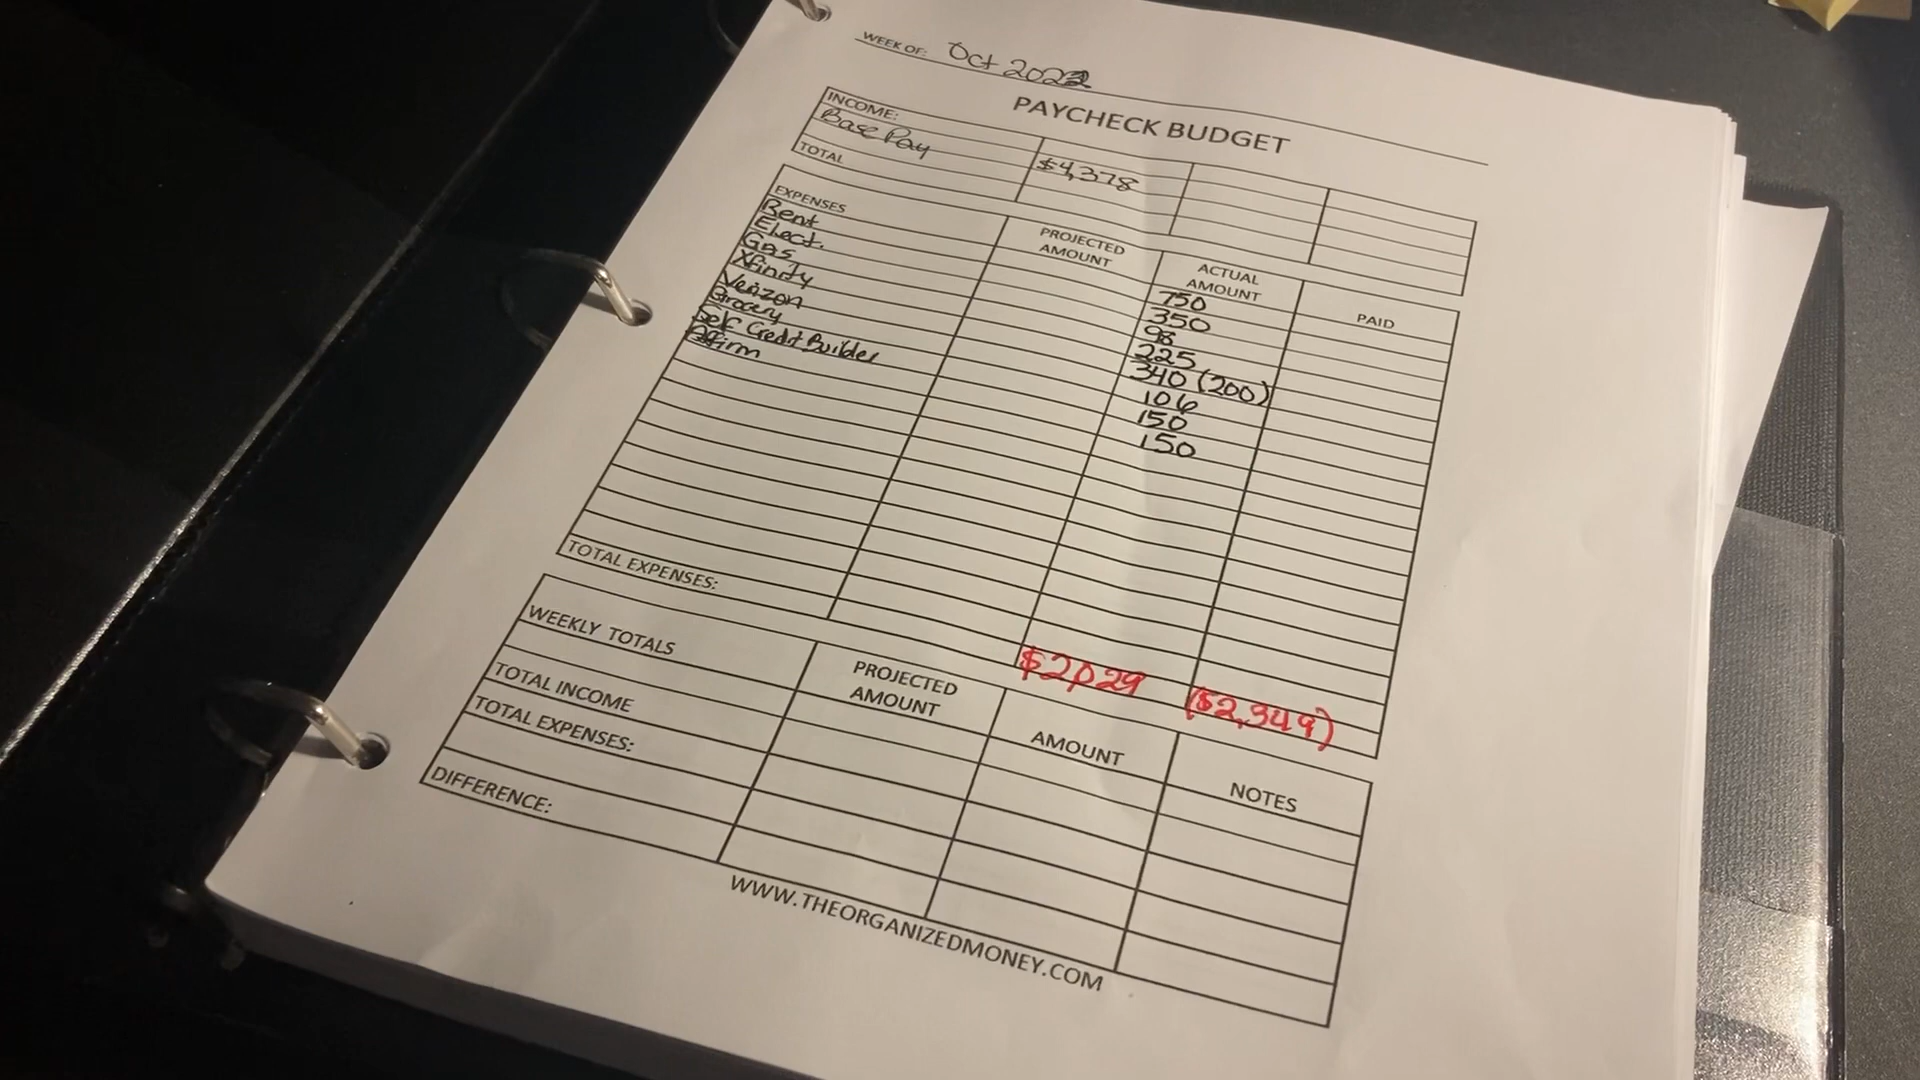 WEEK OF: Oct 2022
PAYCHECK BUDGET
INCOME:
Base Pay $4,378
TOTAL
EXPENSES PROJECTED AMOUNT ACTUAL AMOUNT PAID
Rent 750
Elect. 350
Gas 98
Xfinity 225
Verizon 340 (200)
Grocery 106
Self Credit Builder 150
Affirm 150
TOTAL EXPENSES: $2,029 ($2,349)
WEEKLY TOTALS PROJECTED AMOUNT AMOUNT NOTES
TOTAL INCOME
TOTAL EXPENSES:
DIFFERENCE:
WWW.THEORGANIZEDMONEY.COM